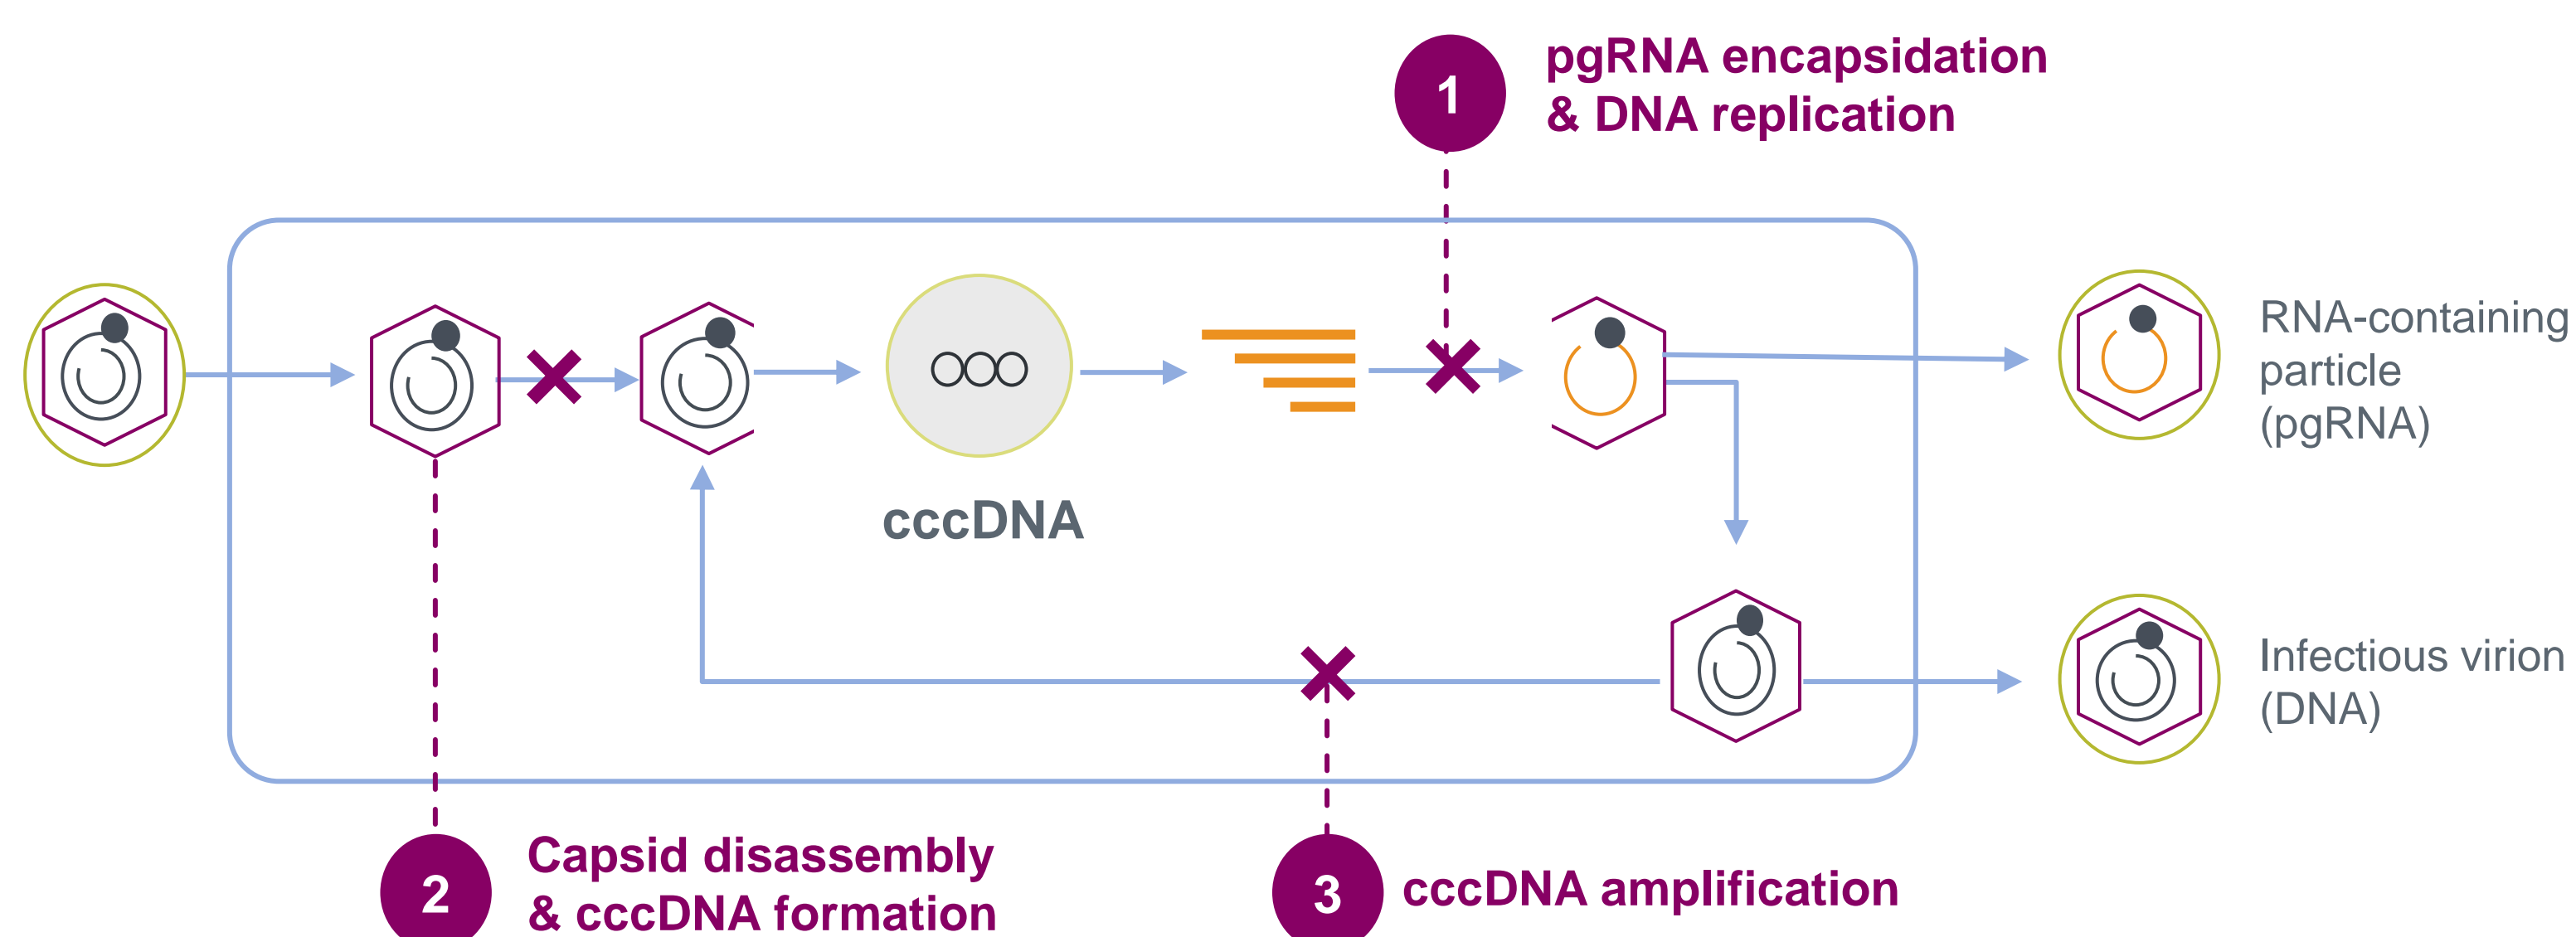 1
pgRNA encapsidation
& DNA replication
RNA-containing
particle
(pgRNA)
cccDNA
Infectious virion
(DNA)
2
Capsid disassembly
& cccDNA formation
3
cccDNA amplification